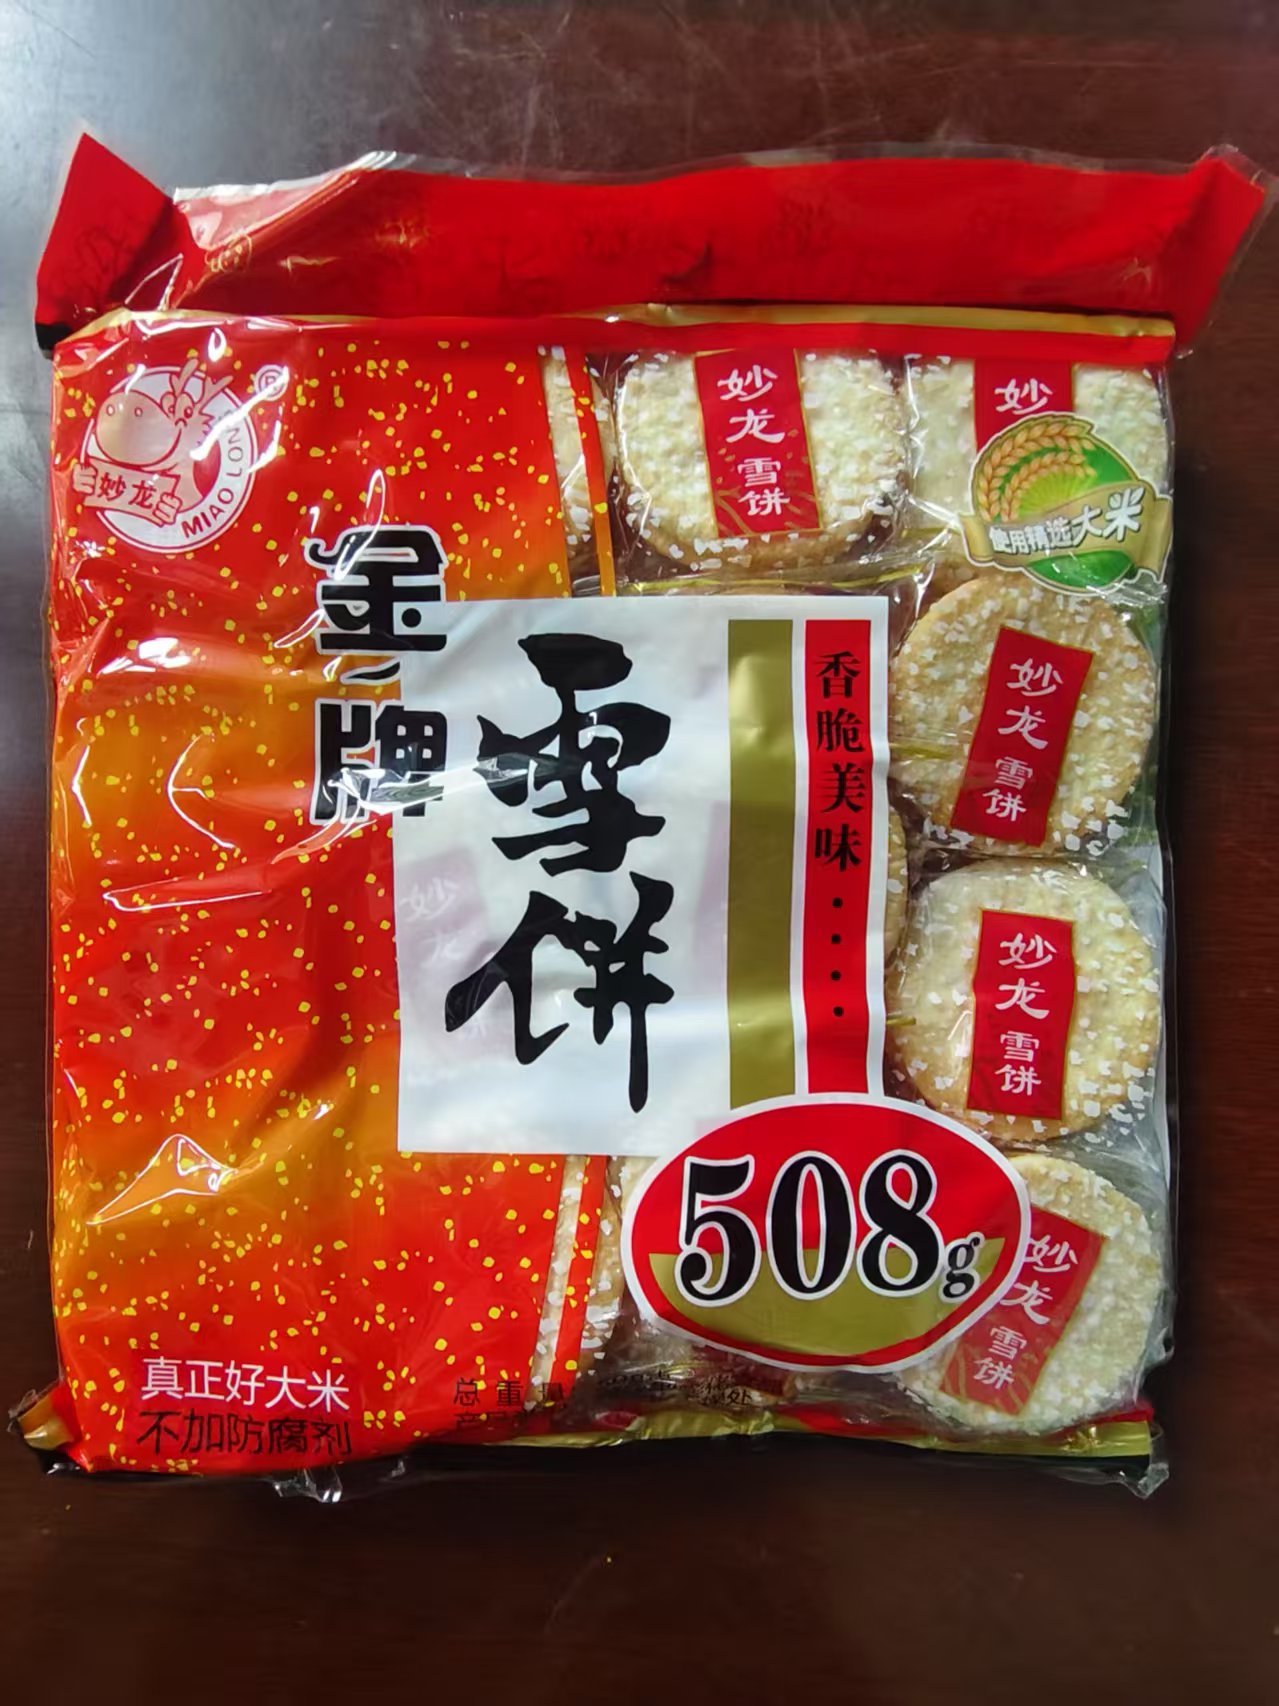 妙龙
MIAO LONG
®
金牌
雪饼
香脆美味····
508g
使用精选大米
妙龙雪饼
妙
妙龙雪饼
妙龙雪饼
妙龙雪饼
妙龙
真正好大米
不加防腐剂
总重量